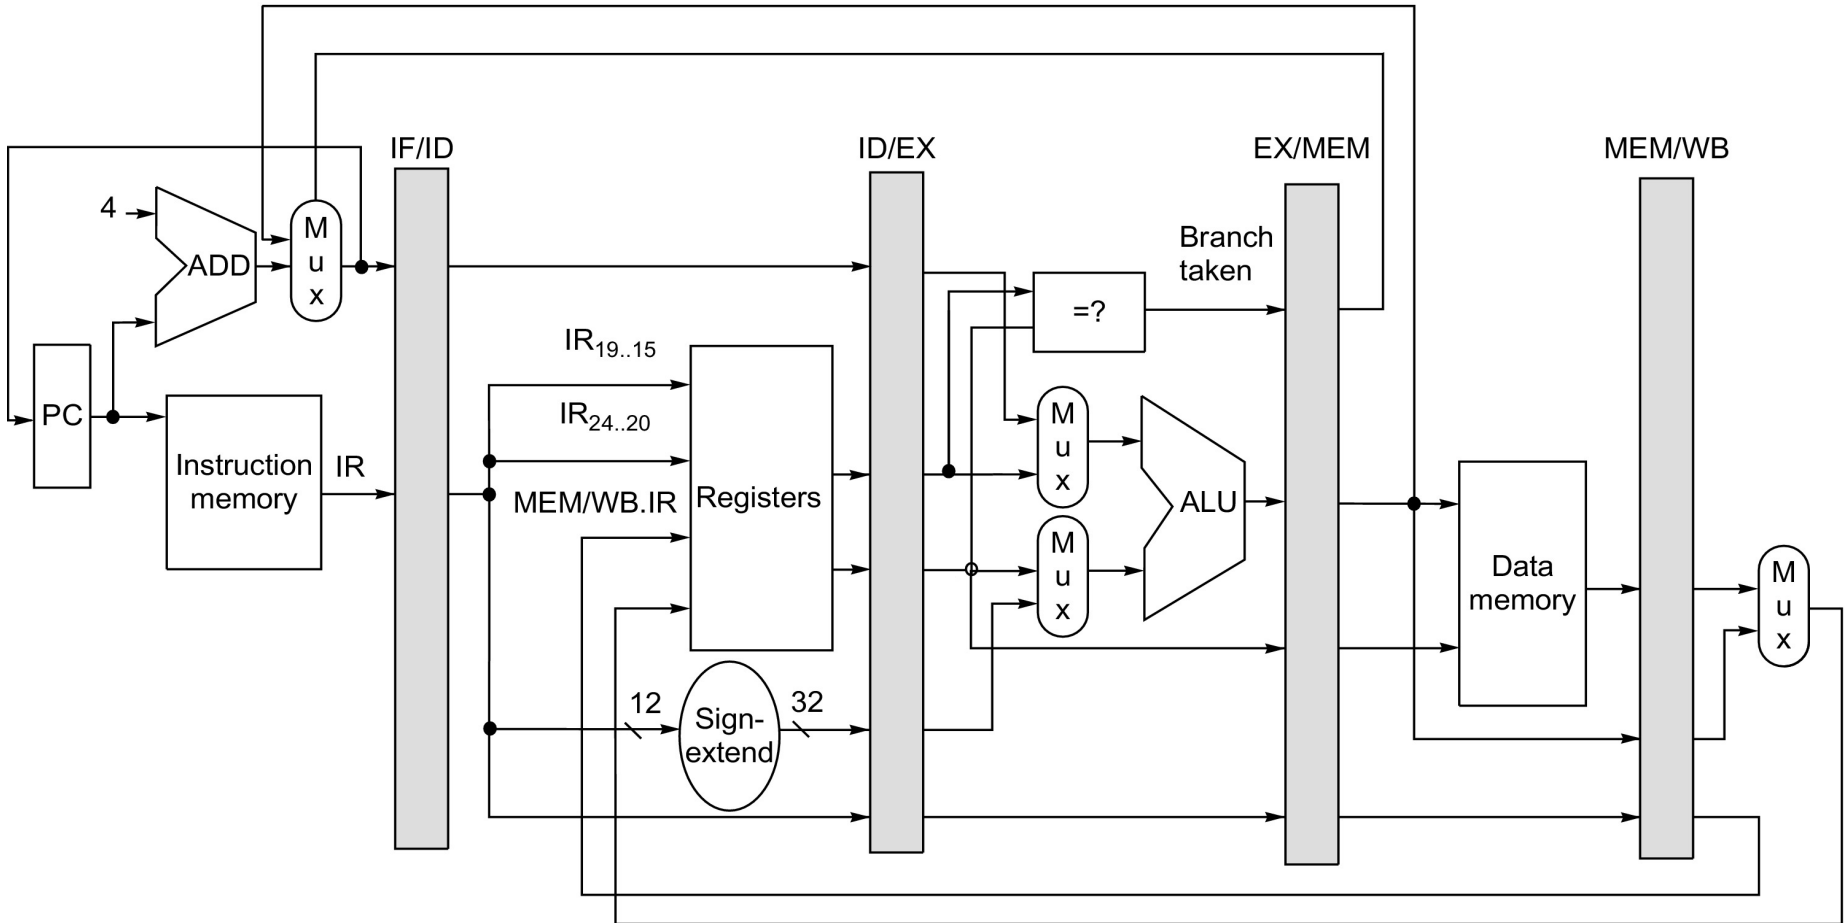 IF/ID
ID/EX
EX/MEM
MEM/WB
4
ADD
M
u
x
Branch
taken
=?
IR19..15
IR24..20
PC
Instruction
memory
IR
MEM/WB.IR
Registers
M
u
x
ALU
M
u
x
Data
memory
M
u
x
12
Sign-
extend
32